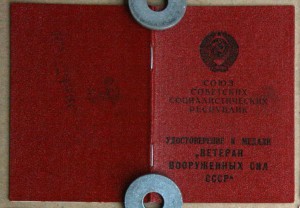 СОЮЗ
СОВЕТСКИХ
СОЦИАЛИСТИЧЕСКИХ
РЕСПУБЛИК
УДОСТОВЕРЕНИЕ К МЕДАЛИ
„ВЕТЕРАН
ВООРУЖЕННЫХ СИЛ
СССР“